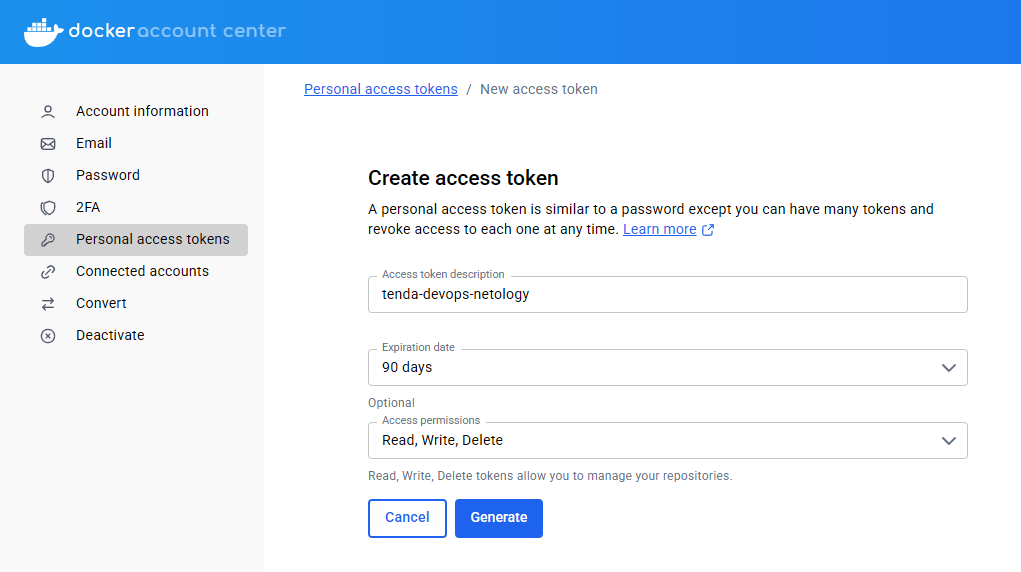 docker account center
Personal access tokens / New access token
Account information
Email
Password
2FA
Personal access tokens
Connected accounts
Convert
Deactivate
Create access token
A personal access token is similar to a password except you can have many tokens and
revoke access to each one at any time. Learn more
Access token description
tenda-devops-netology
Expiration date
90 days
Optional
Access permissions
Read, Write, Delete
Read, Write, Delete tokens allow you to manage your repositories.
Cancel Generate